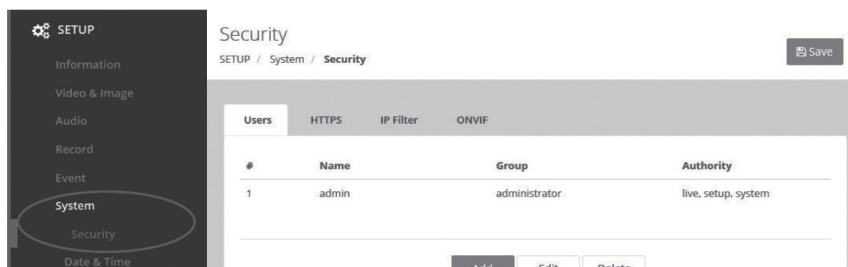 SETUP
Information
Video & Image
Audio
Record
Event
System
Security
Date & Time
Security
SETUP / System / Security
Save
Users HTTPS IP Filter ONVIF
# Name Group Authority
1 admin administrator live, setup, system
Add Edit Delete